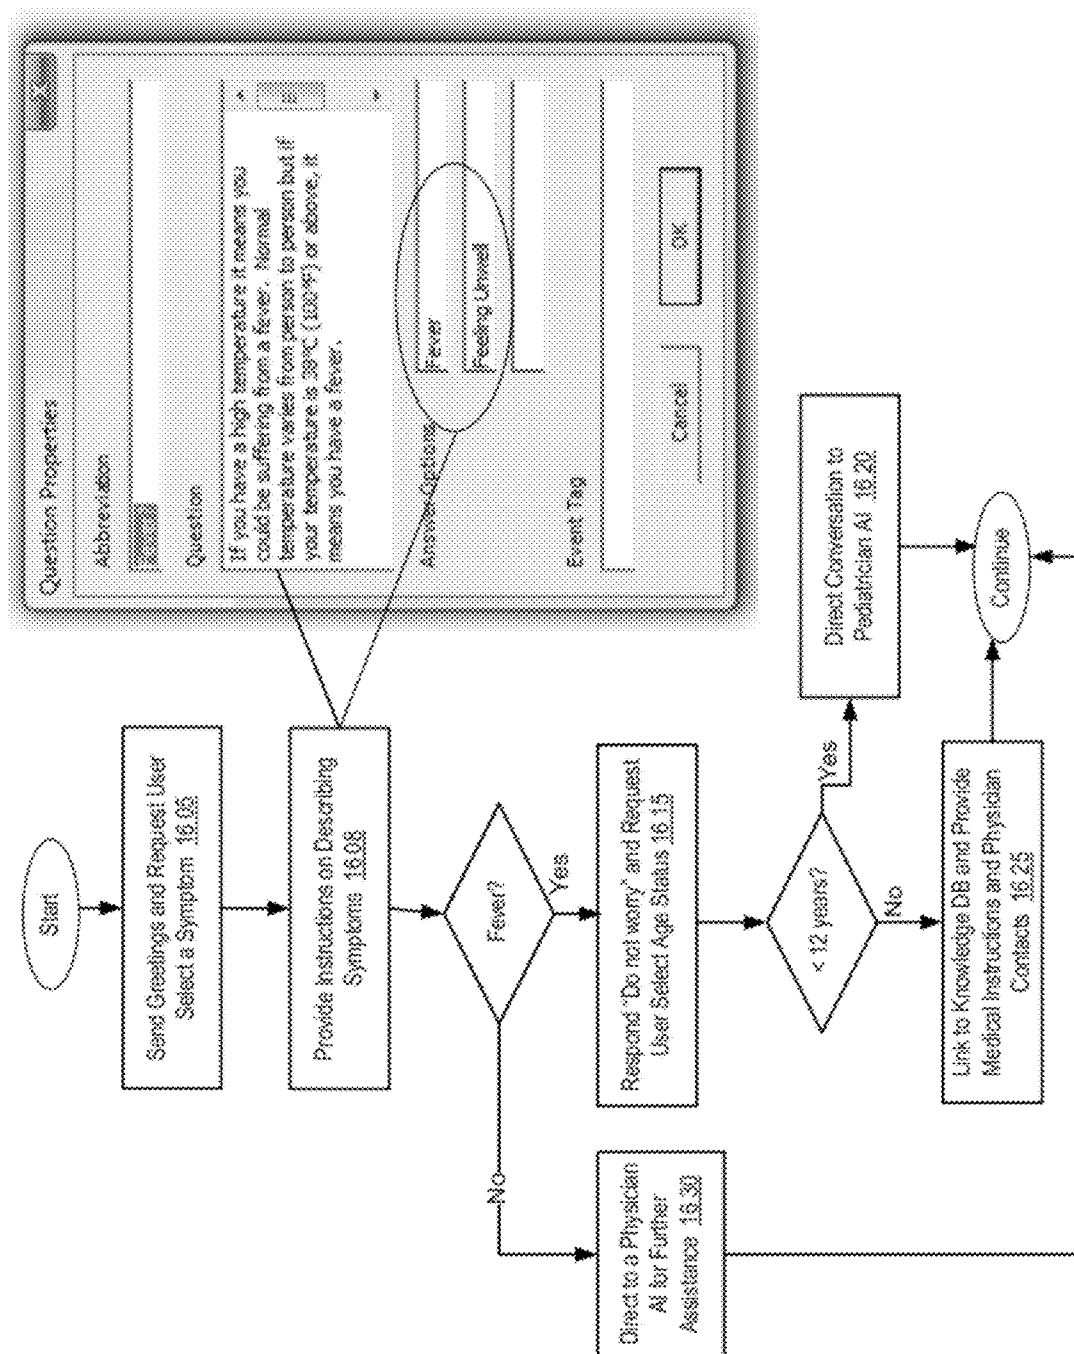 Question Properties
Abbreviation
Question
If you have a high temperature it means you
could be suffering from a fever. Normal
temperature varies from person to person but if
your temperature is 38°C (100°F) or above, it
means you have a fever.
Answer Options
Fever
Feeling Unwell
Event Tag
Cancel
OK
Start
Send Greetings and Request User
Select a Symptom 16.05
Provide Instructions on Describing
Symptoms 16.08
Fever?
Yes
No
Respond "Do not worry" and Request
User Select Age Status 16.15
< 12 years?
Yes
No
Direct Conversation to
Pediatrician AI 16.20
Link to Knowledge DB and Provide
Medical Instructions and Physician
Contacts 16.25
Continue
Direct to a Physician
AI for Further
Assistance 16.30